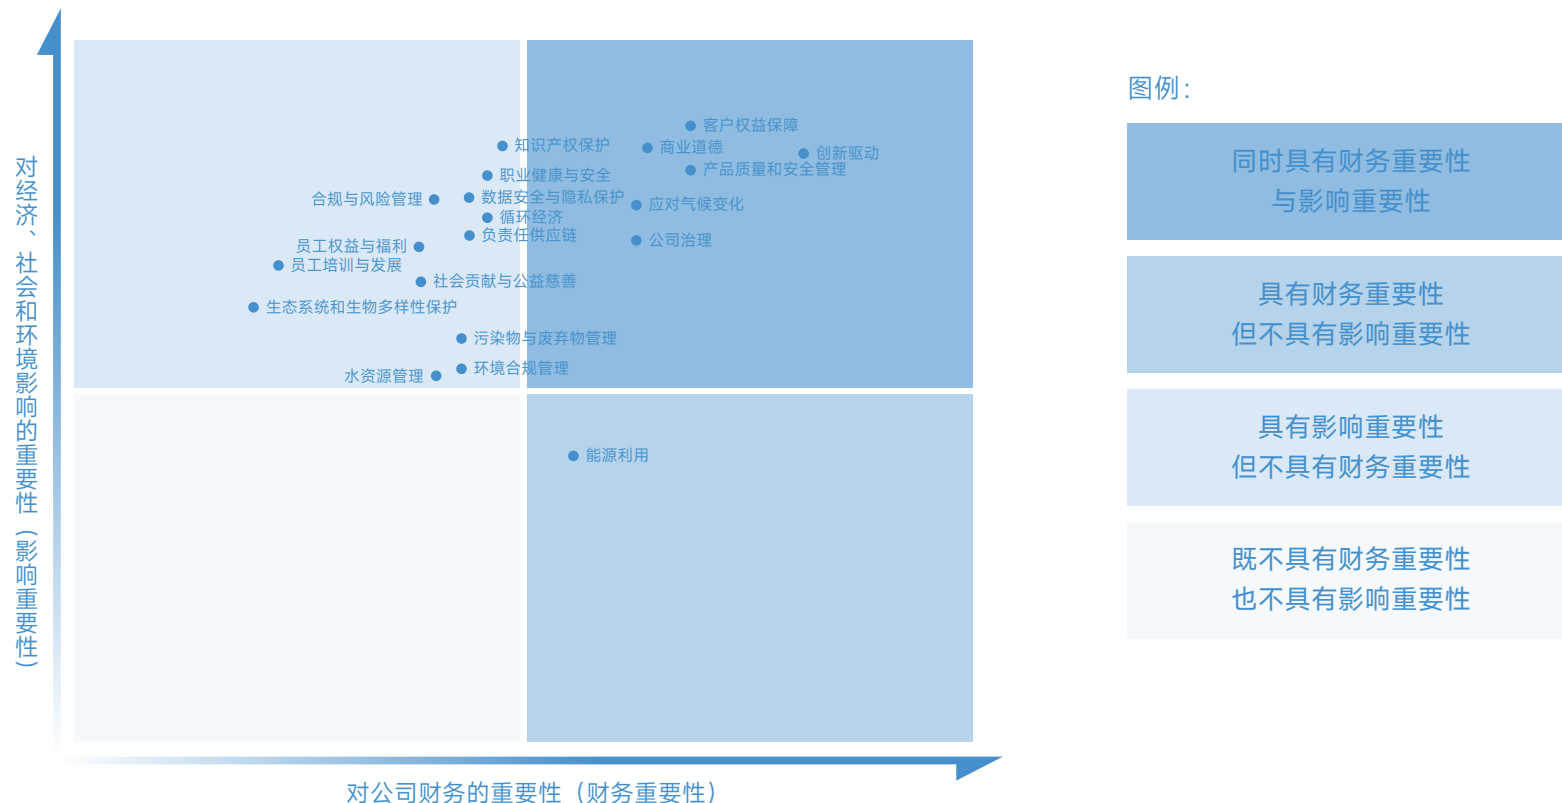 对经济、社会和环境影响的重要性（影响重要性）
客户权益保障
知识产权保护
商业道德
创新驱动
产品质量和安全管理
职业健康与安全
合规与风险管理
数据安全与隐私保护
应对气候变化
循环经济
负责任供应链
公司治理
员工权益与福利
员工培训与发展
社会贡献与公益慈善
生态系统和生物多样性保护
污染物与废弃物管理
环境合规管理
水资源管理
能源利用
对公司财务的重要性（财务重要性）
图例：
同时具有财务重要性
与影响重要性
具有财务重要性
但不具有影响重要性
具有影响重要性
但不具有财务重要性
既不具有财务重要性
也不具有影响重要性